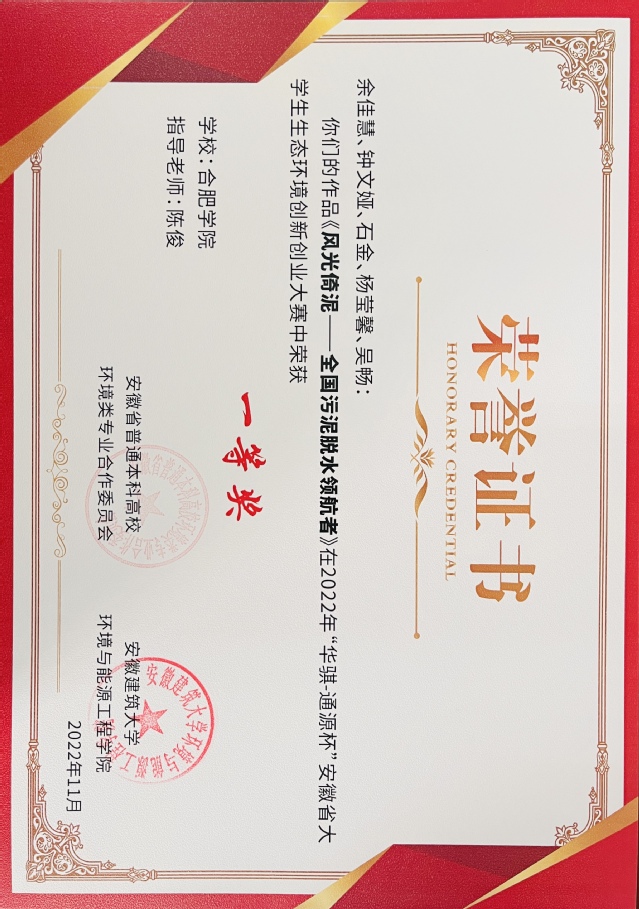 荣誉证书
HONORARY CREDENTIAL
余佳慧、钟文娅、石金、杨莹馨、吴畅：
你们的作品《风光倚泥——全国污泥脱水领航者》在2022年“华骐-通源杯”安徽省大
学生生态环境创新创业大赛中荣获
一等奖
学校：合肥学院
指导老师：陈俊
安徽省普通本科高校
环境类专业合作委员会
安徽建筑大学
环境与能源工程学院
2022年11月